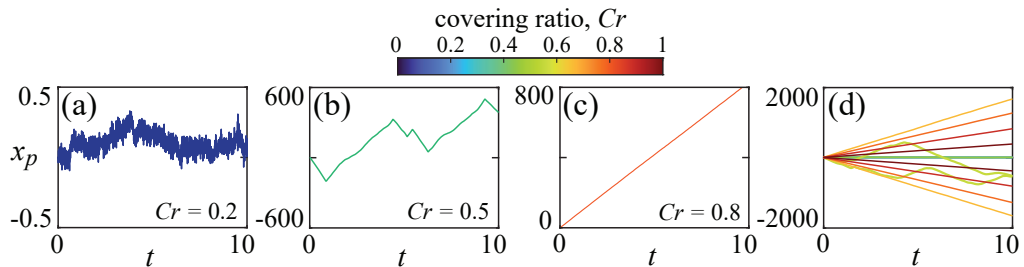 covering ratio, Cr
0 0.2 0.4 0.6 0.8 1
(a) (b) (c) (d)
0.5 600 800 2000
x_p
-0.5 -600 0 -2000
Cr = 0.2 Cr = 0.5 Cr = 0.8
0 10 0 10 0 10 0 10
t t t t